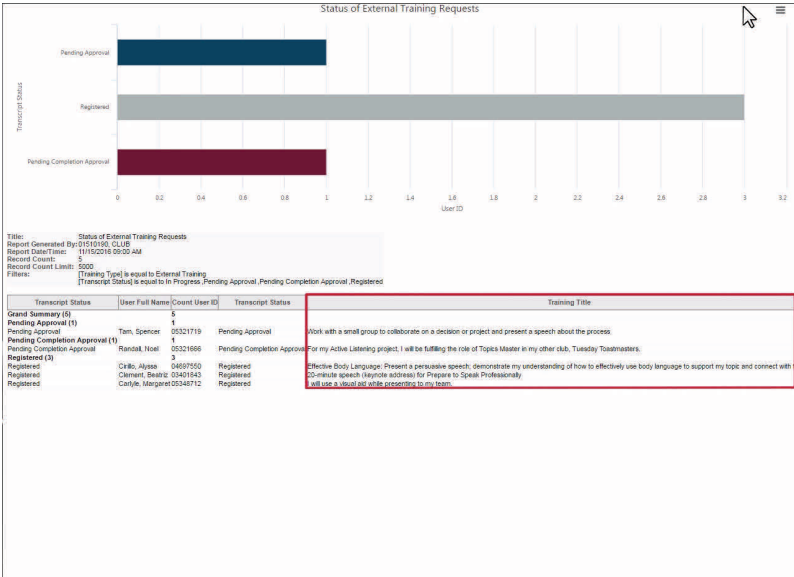 Status of External Training Requests
Transcript Status
Pending Approval
Registered
Pending Completion Approval
0 0.2 0.4 0.6 0.8 1 1.2 1.4 1.6 1.8 2 2.2 2.4 2.6 2.8 3 3.2
User ID
Title: Status of External Training Requests
Report Generated By: 01510190, CLUB
Report Date/Time: 11/15/2016 09:00 AM
Record Count: 5
Record Count Limit: 5000
Filters: [Training Type] is equal to External Training
[Transcript Status] is equal to In Progress ,Pending Approval ,Pending Completion Approval ,Registered
Transcript Status User Full Name Count User ID Transcript Status Training Title
Grand Summary (5) 5
Pending Approval (1) 1
Pending Approval Tam, Spencer 05321719 Pending Approval Work with a small group to collaborate on a decision or project and present a speech about the process.
Pending Completion Approval (1) 1
Pending Completion Approval Randall, Noel 05321666 Pending Completion Approval For my Active Listening project, I will be fulfilling the role of Topics Master in my other club, Tuesday Toastmasters.
Registered (3) 3
Registered Cirillo, Alyssa 04697550 Registered Effective Body Language: Present a persuasive speech; demonstrate my understanding of how to effectively use body language to support my topic and connect with
Registered Clement, Beatriz 03401843 Registered 20-minute speech (keynote address) for Prepare to Speak Professionally
Registered Carlyle, Margaret 05348712 Registered I will use a visual aid while presenting to my team.